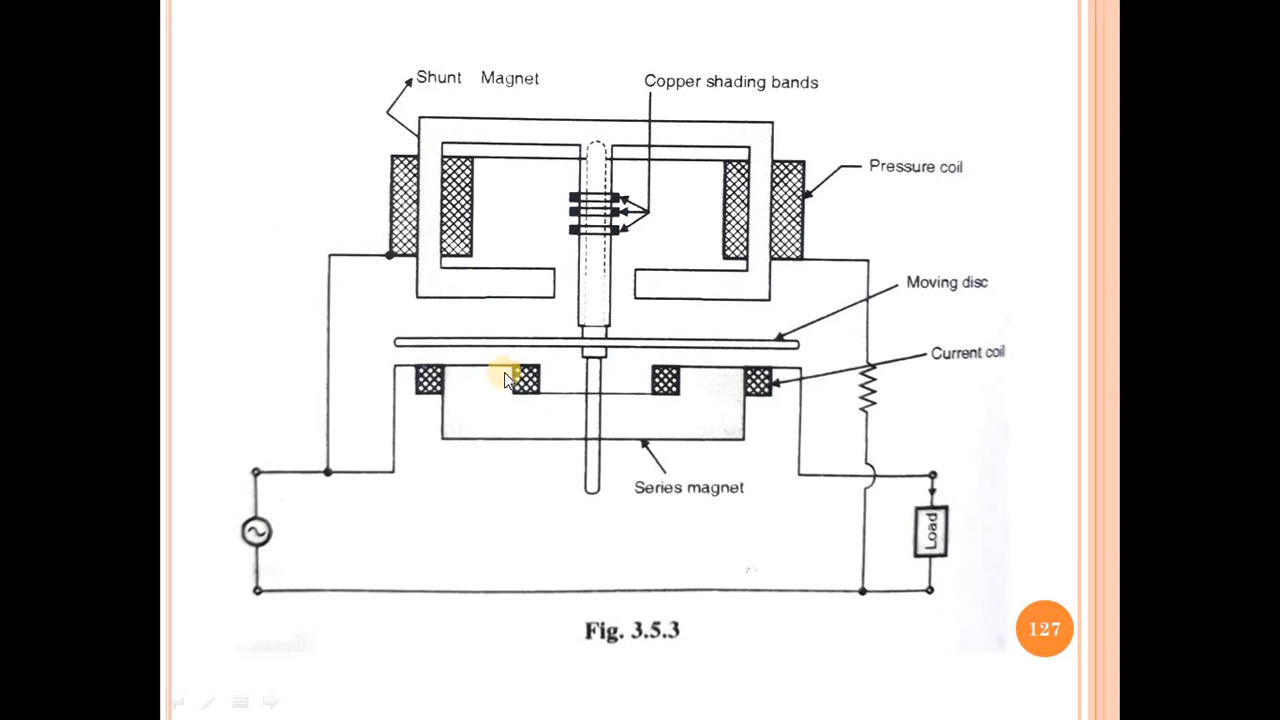 Shunt Magnet
Copper shading bands
Pressure coil
Moving disc
Current coil
Series magnet
Load
Fig. 3.5.3
127